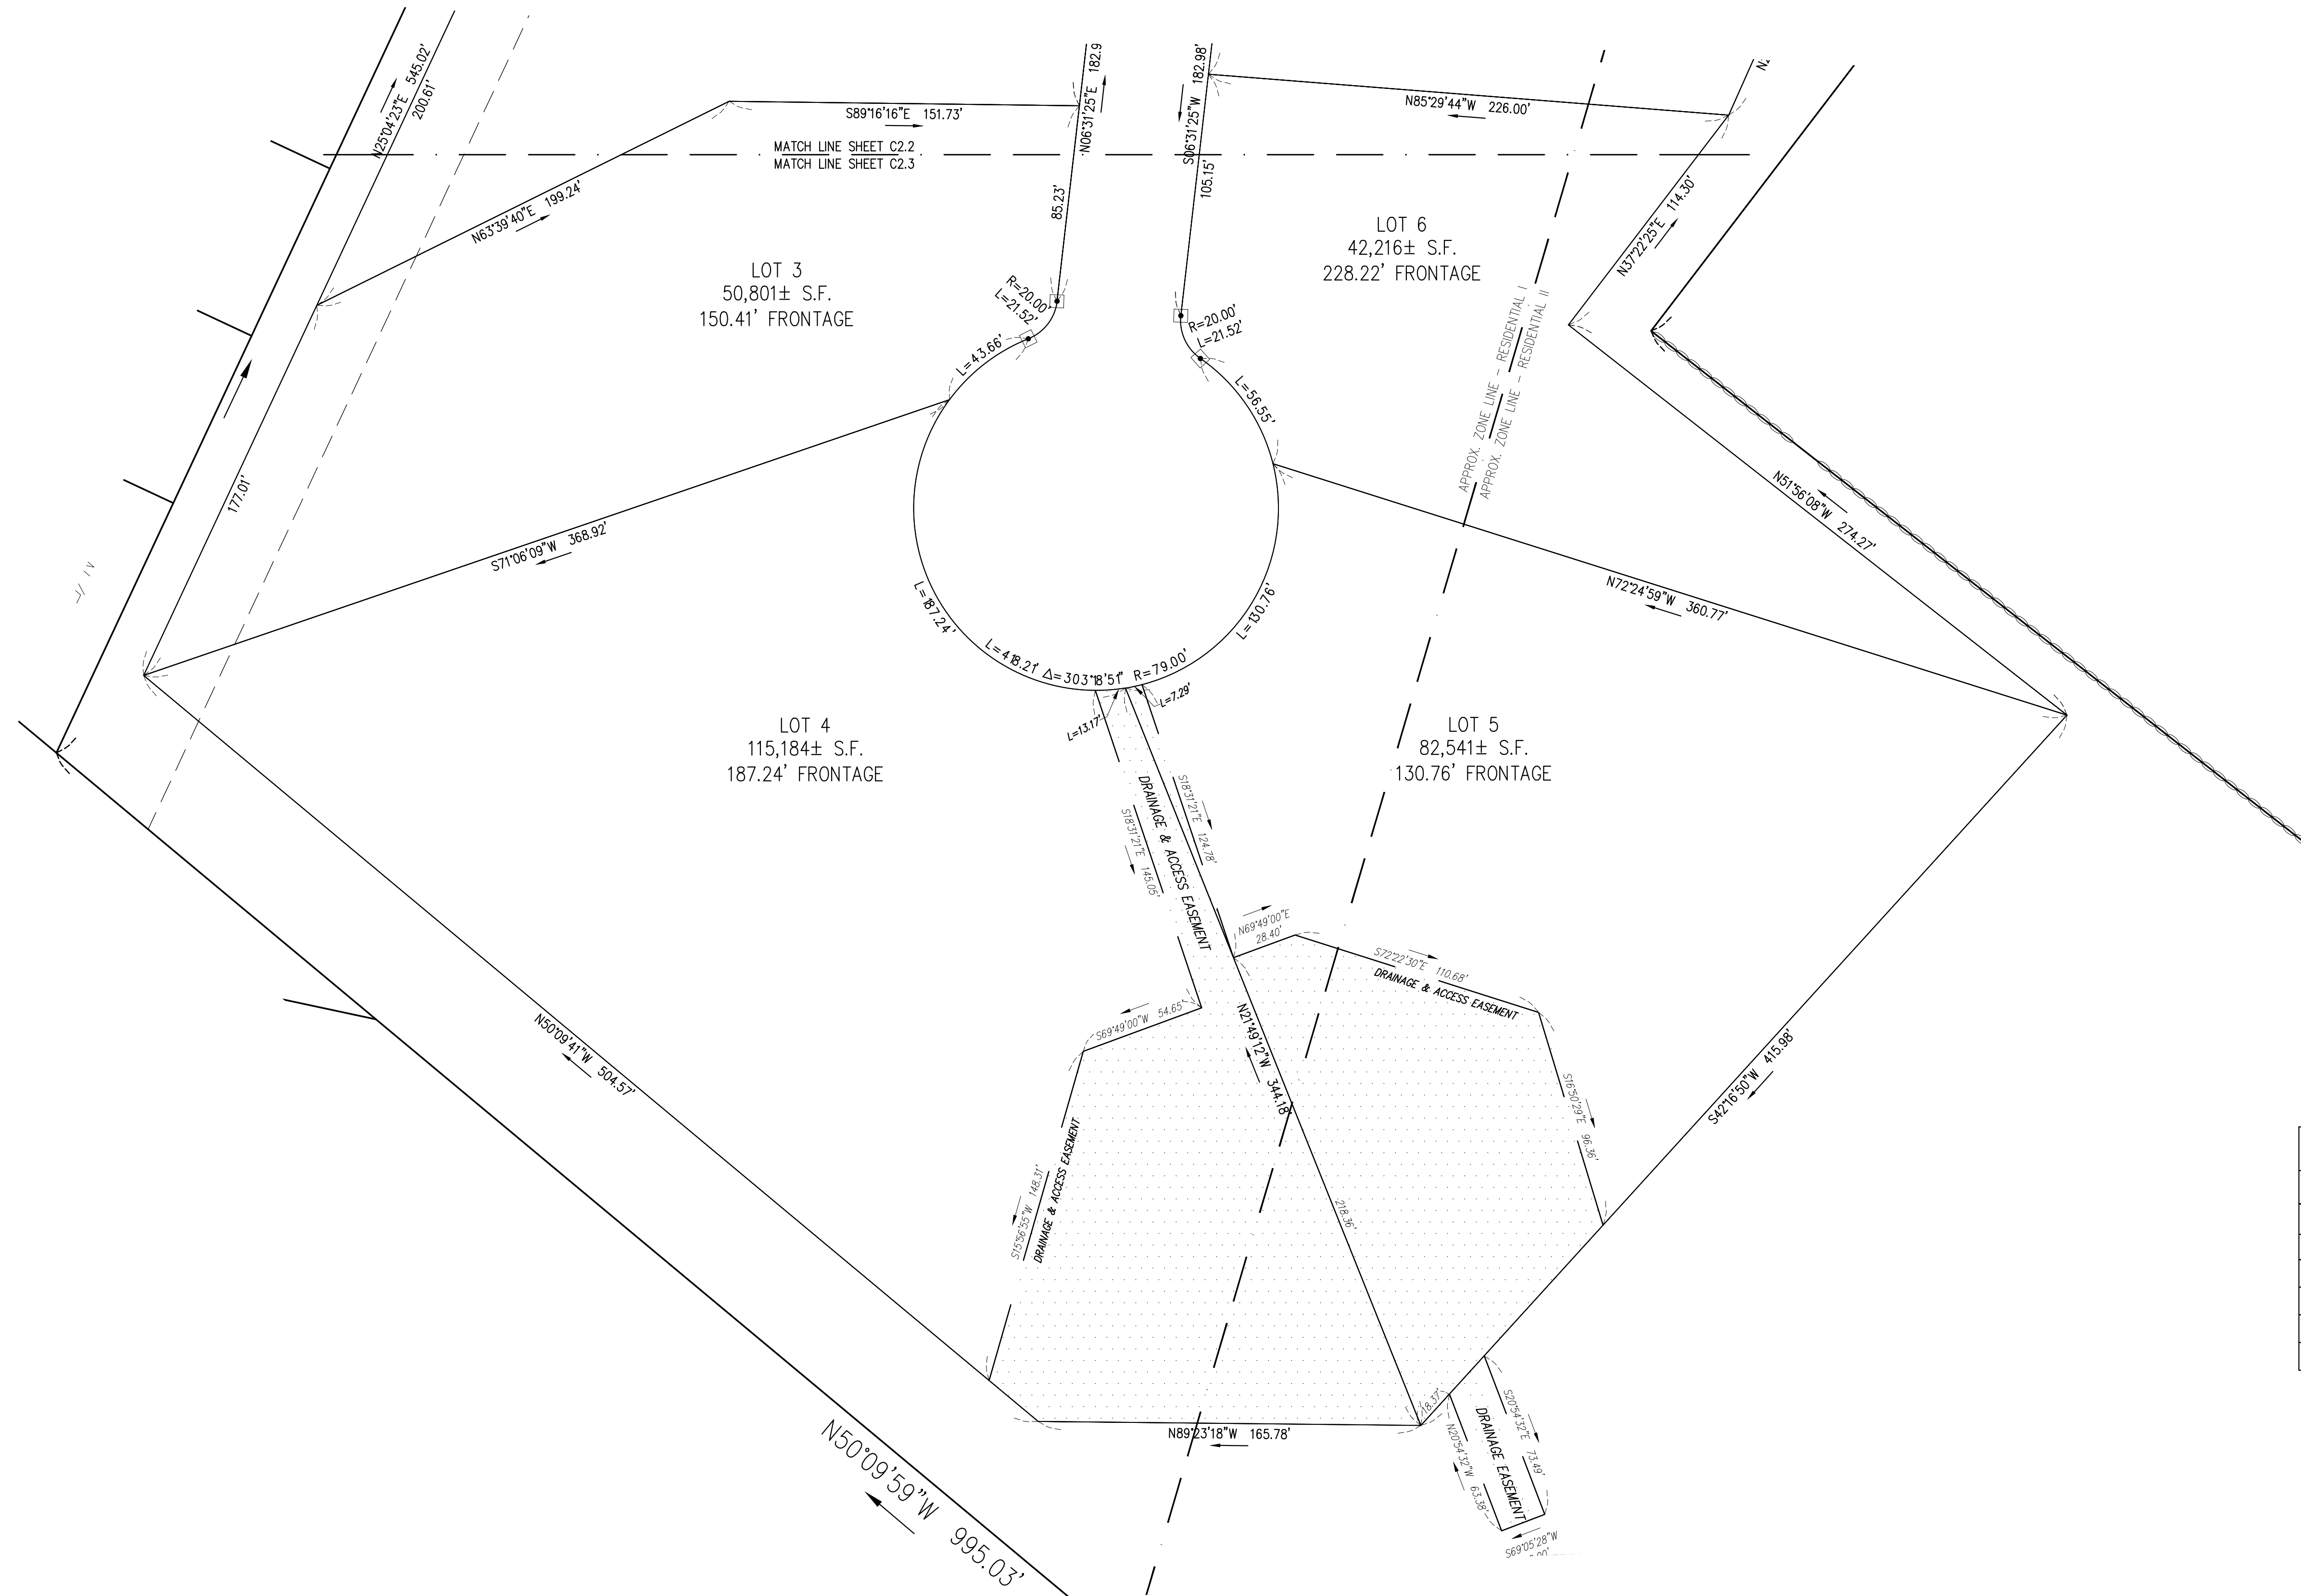 N25°04'23"E 545.02'
200.61'
S89°16'16"E 151.73'
MATCH LINE SHEET C2.2
MATCH LINE SHEET C2.3
N06°31'25"E 182.9
S06°31'25"W 182.98'
N85°29'44"W 226.00'
N63°39'40"E 199.24'
85.23'
105.15'
N37°22'25"E 114.30'
LOT 3
50,801± S.F.
150.41' FRONTAGE
LOT 6
42,216± S.F.
228.22' FRONTAGE
R=20.00'
L=21.52'
R=20.00'
L=21.52'
L=43.66'
L=56.55'
APPROX. ZONE LINE - RESIDENTIAL I
APPROX. ZONE LINE - RESIDENTIAL II
177.01'
S71°06'09"W 368.92'
N51°56'08"W 274.27'
N72°24'59"W 360.77'
L=187.24'
L=130.76'
L=418.21' Δ=303°18'51" R=79.00'
L=13.17'
L=7.29'
LOT 4
115,184± S.F.
187.24' FRONTAGE
LOT 5
82,541± S.F.
130.76' FRONTAGE
S18°31'21"E 124.78'
DRAINAGE & ACCESS EASEMENT
S18°31'21"E 145.05'
N69°49'00"E
28.40'
S72°22'30"E 110.68'
DRAINAGE & ACCESS EASEMENT
S69°49'00"W 54.65'
N21°49'12"W 344.18'
N50°09'41"W 504.57'
S16°50'29"E 96.36'
S42°16'50"W 415.98'
S15°56'55"W 148.31'
DRAINAGE & ACCESS EASEMENT
218.36'
18.37'
N89°23'18"W 165.78'
S20°54'32"E 73.49'
DRAINAGE EASEMENT
N20°54'32"W 63.38'
S69°05'28"W
N50°09'59"W 995.03'